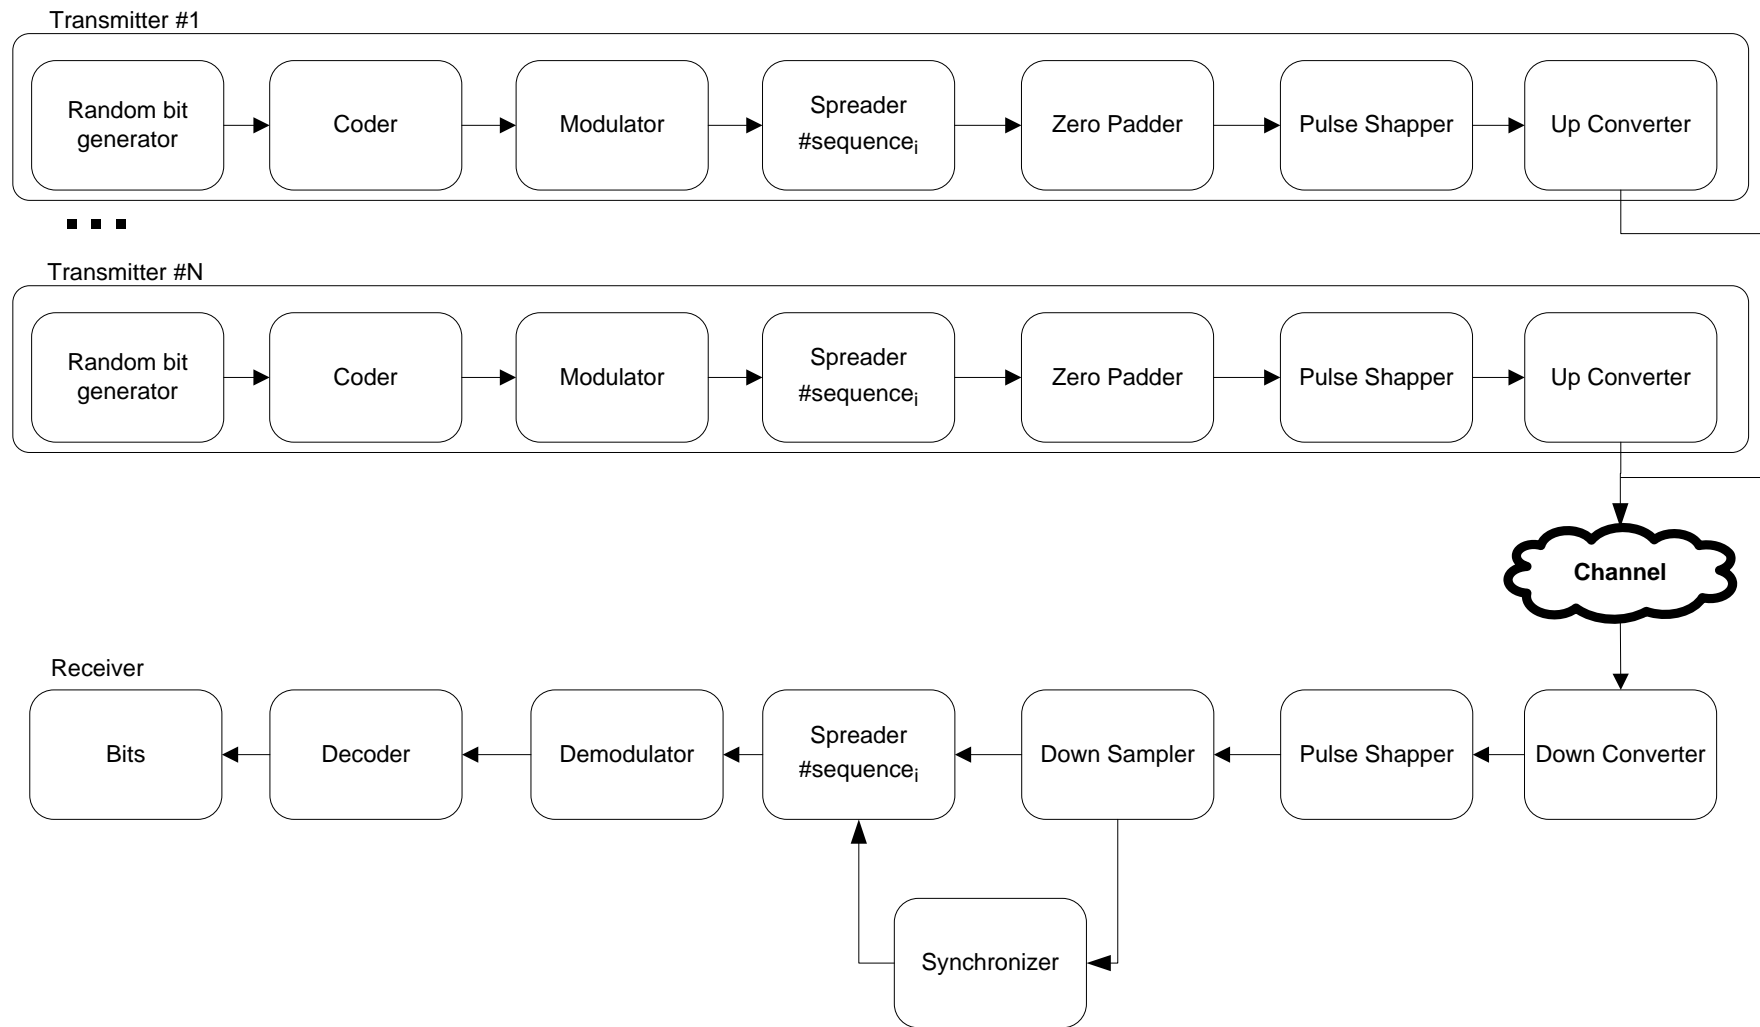 Transmitter #1
Random bit
generator
Coder
Modulator
Spreader
#sequencei
Zero Padder
Pulse Shapper
Up Converter
Transmitter #N
Random bit
generator
Coder
Modulator
Spreader
#sequencei
Zero Padder
Pulse Shapper
Up Converter
Channel
Receiver
Bits
Decoder
Demodulator
Spreader
#sequencei
Down Sampler
Pulse Shapper
Down Converter
Synchronizer